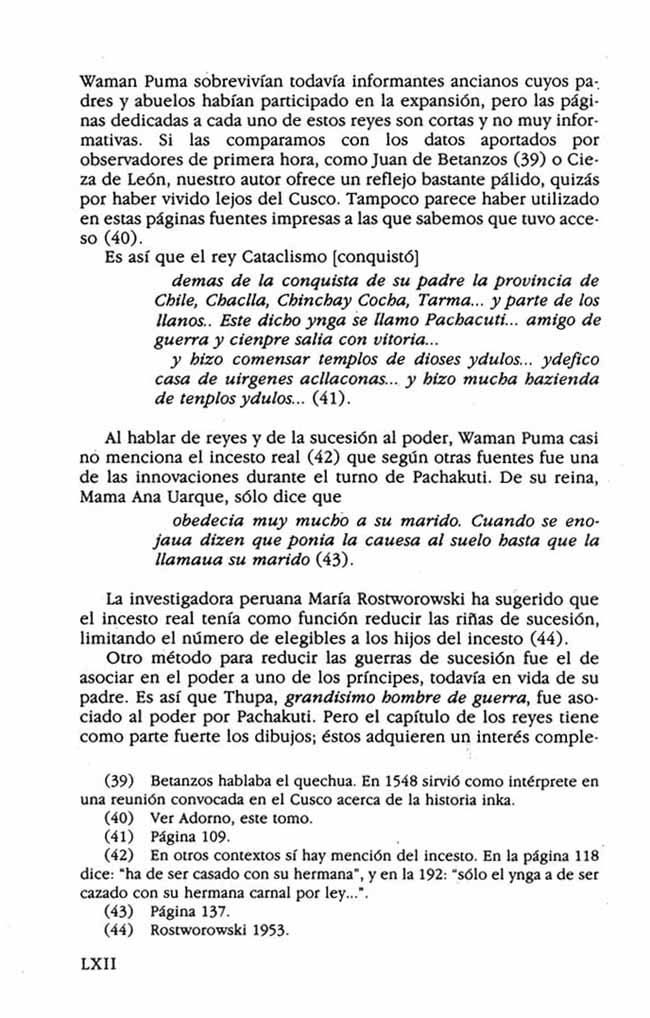 Waman Puma sobrevivían todavía informantes ancianos cuyos pa-
dres y abuelos habían participado en la expansión, pero las pági-
nas dedicadas a cada uno de estos reyes son cortas y no muy infor-
mativas. Si las comparamos con los datos aportados por
observadores de primera hora, como Juan de Betanzos (39) o Cie-
za de León, nuestro autor ofrece un reflejo bastante pálido, quizás
por haber vivido lejos del Cusco. Tampoco parece haber utilizado
en estas páginas fuentes impresas a las que sabemos que tuvo acce-
so (40).
Es así que el rey Cataclismo [conquistó]
demas de la conquista de su padre la provincia de
Chile, Chaclla, Chinchay Cocha, Tarma... y parte de los
llanos.. Este dicho ynga se llamo Pachacuti... amigo de
guerra y cienpre salia con vitoria...
y hizo comensar templos de dioses ydulos... ydefico
casa de uirgenes acllaconas... y hizo mucha hazienda
de tenplos ydulos... (41).
Al hablar de reyes y de la sucesión al poder, Waman Puma casi
no menciona el incesto real (42) que según otras fuentes fue una
de las innovaciones durante el turno de Pachakuti. De su reina,
Mama Ana Uarque, sólo dice que
obedecia muy mucho a su marido. Cuando se eno-
jaua dizen que ponia la cauesa al suelo hasta que la
llamaua su marido (43).
La investigadora peruana María Rostworowski ha sugerido que
el incesto real tenía como función reducir las riñas de sucesión,
limitando el número de elegibles a los hijos del incesto (44).
Otro método para reducir las guerras de sucesión fue el de
asociar en el poder a uno de los príncipes, todavía en vida de su
padre. Es así que Thupa, grandisimo hombre de guerra, fue aso-
ciado al poder por Pachakuti. Pero el capítulo de los reyes tiene
como parte fuerte los dibujos; éstos adquieren un interés comple-
(39) Betanzos hablaba el quechua. En 1548 sirvió como intérprete en
una reunión convocada en el Cusco acerca de la historia inka.
(40) Ver Adorno, este tomo.
(41) Página 109.
(42) En otros contextos sí hay mención del incesto. En la página 118
dice: "ha de ser casado con su hermana", y en la 192: "sólo el ynga a de ser
cazado con su hermana carnal por ley...".
(43) Página 137.
(44) Rostworowski 1953.
LXII